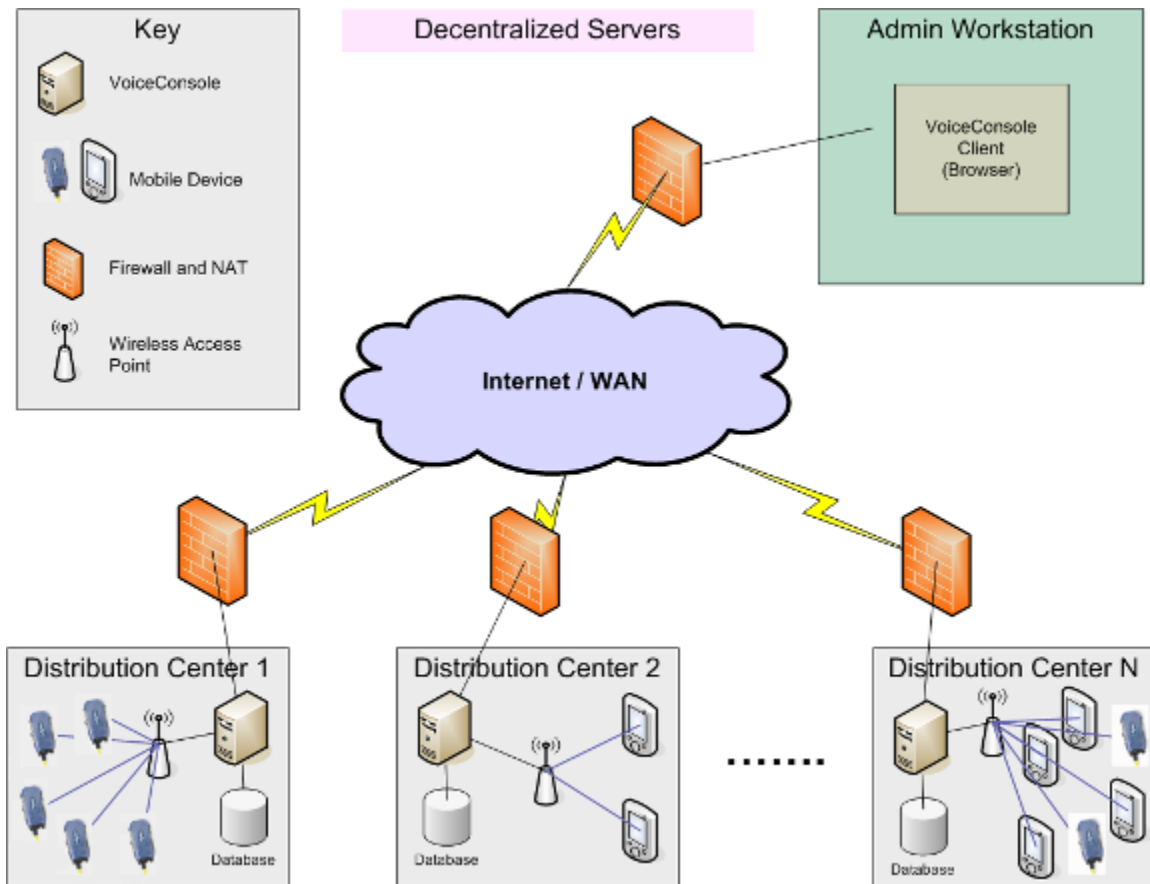 Key
VoiceConsole
Mobile Device
Firewall and NAT
Wireless Access
Point
Decentralized Servers
Admin Workstation
VoiceConsole
Client
(Browser)
Internet / WAN
Distribution Center 1
Database
Distribution Center 2
Database
.......
Distribution Center N
Database